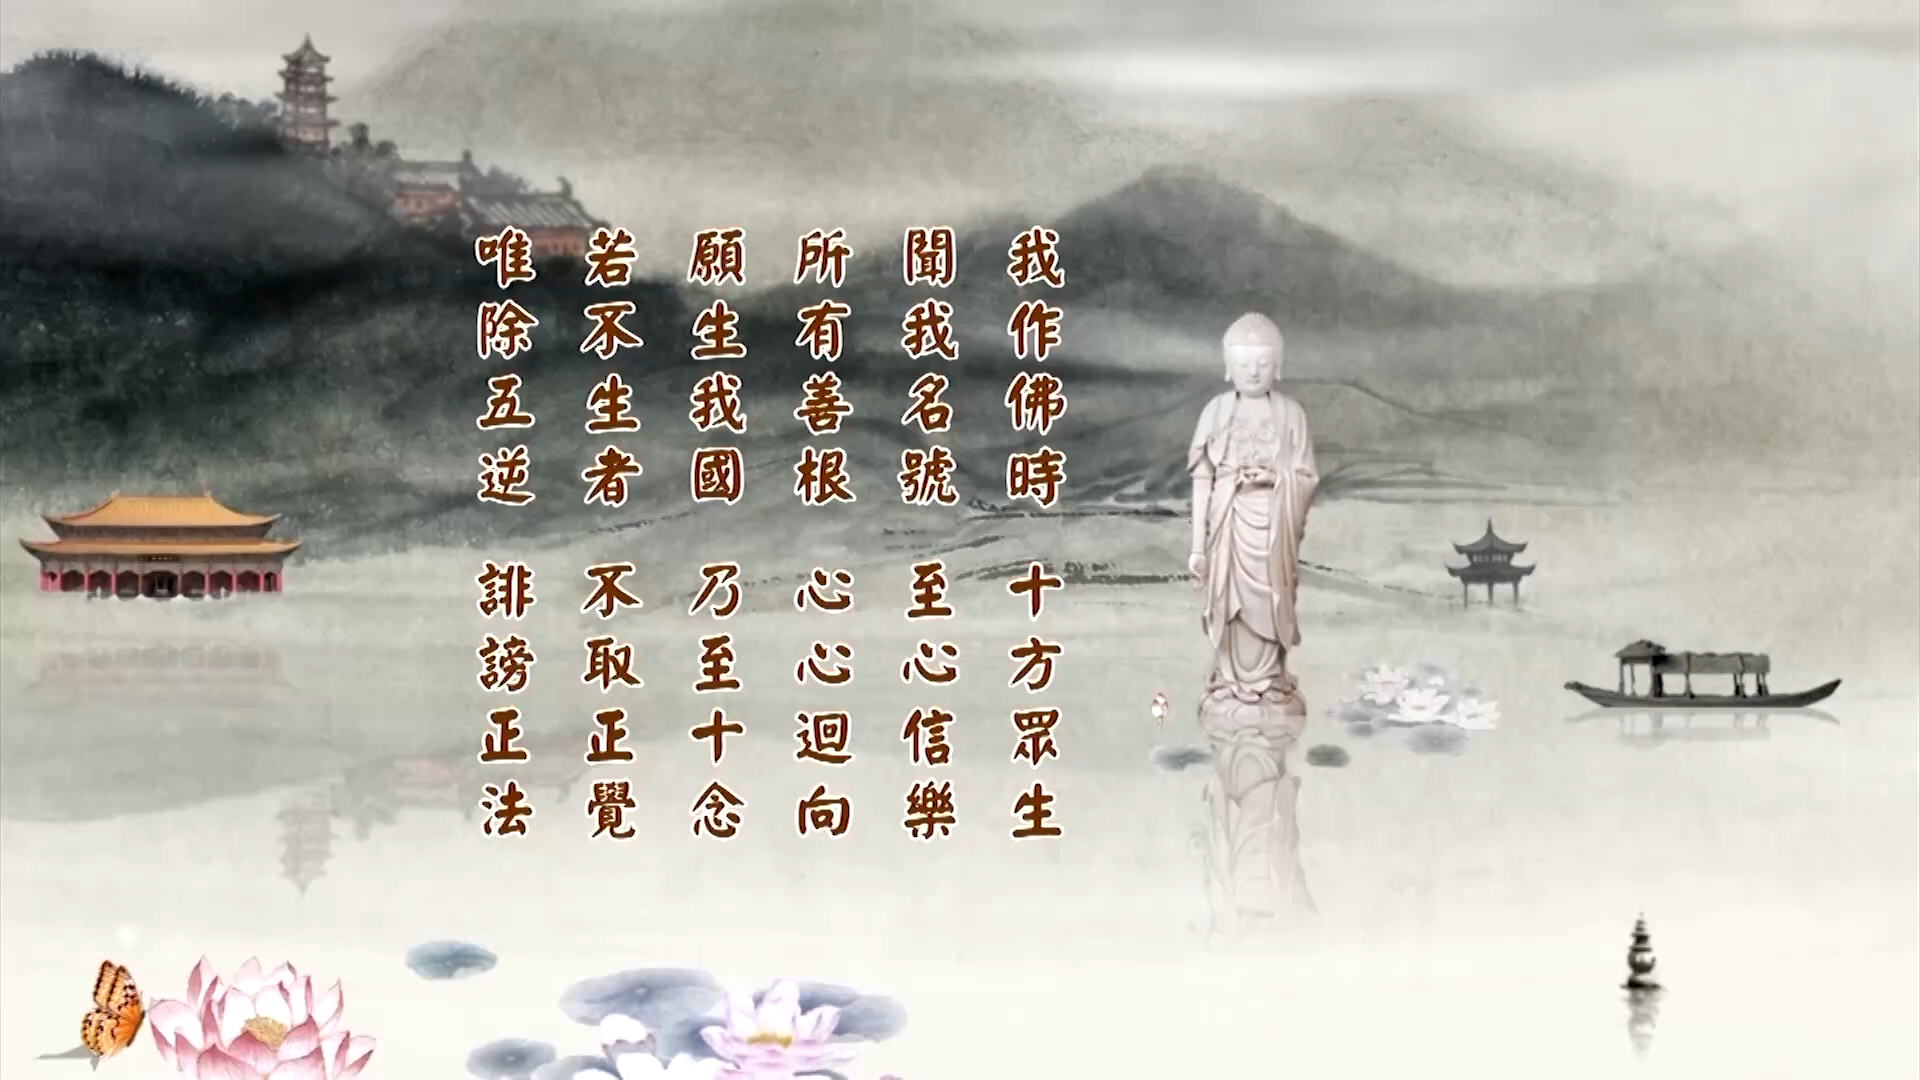 我作佛時 十方眾生
聞我名號 至心信樂
所有善根 心心迴向
願生我國 乃至十念
若不生者 不取正覺
唯除五逆 誹謗正法